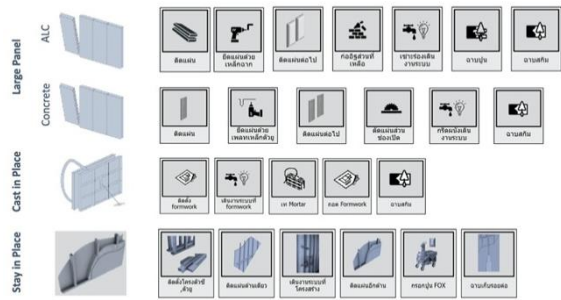 Large Panel
ALC
ติดแผ่น
ยึดแผ่นด้วย
เหล็กฉาก
ติดแผ่นต่อไป
ก่ออิฐส่วนที่
เหลือ
เซาะร่องเดิน
งานระบบ
ฉาบปูน
ฉาบสกิม
Concrete
ติดแผ่น
ยึดแผ่นด้วย
เพลทเหล็กตัวยู
ติดแผ่นต่อไป
ตัดแผ่นส่วน
ช่องเปิด
กรีดผนังเดิน
งานระบบ
ฉาบสกิม
Cast in Place
ติดตั้ง
formwork
เดินงานระบบที่
formwork
เท Mortar
ถอด Formwork
ฉาบสกิม
Stay in Place
ติดตั้งโครงตัวซี
,ตัวยู
ติดแผ่นด้านเดียว
เดินงานระบบที่
โครงสร้าง
ติดแผ่นอีกด้าน
กรอกปูน FOX
ฉาบเก็บรอยต่อ